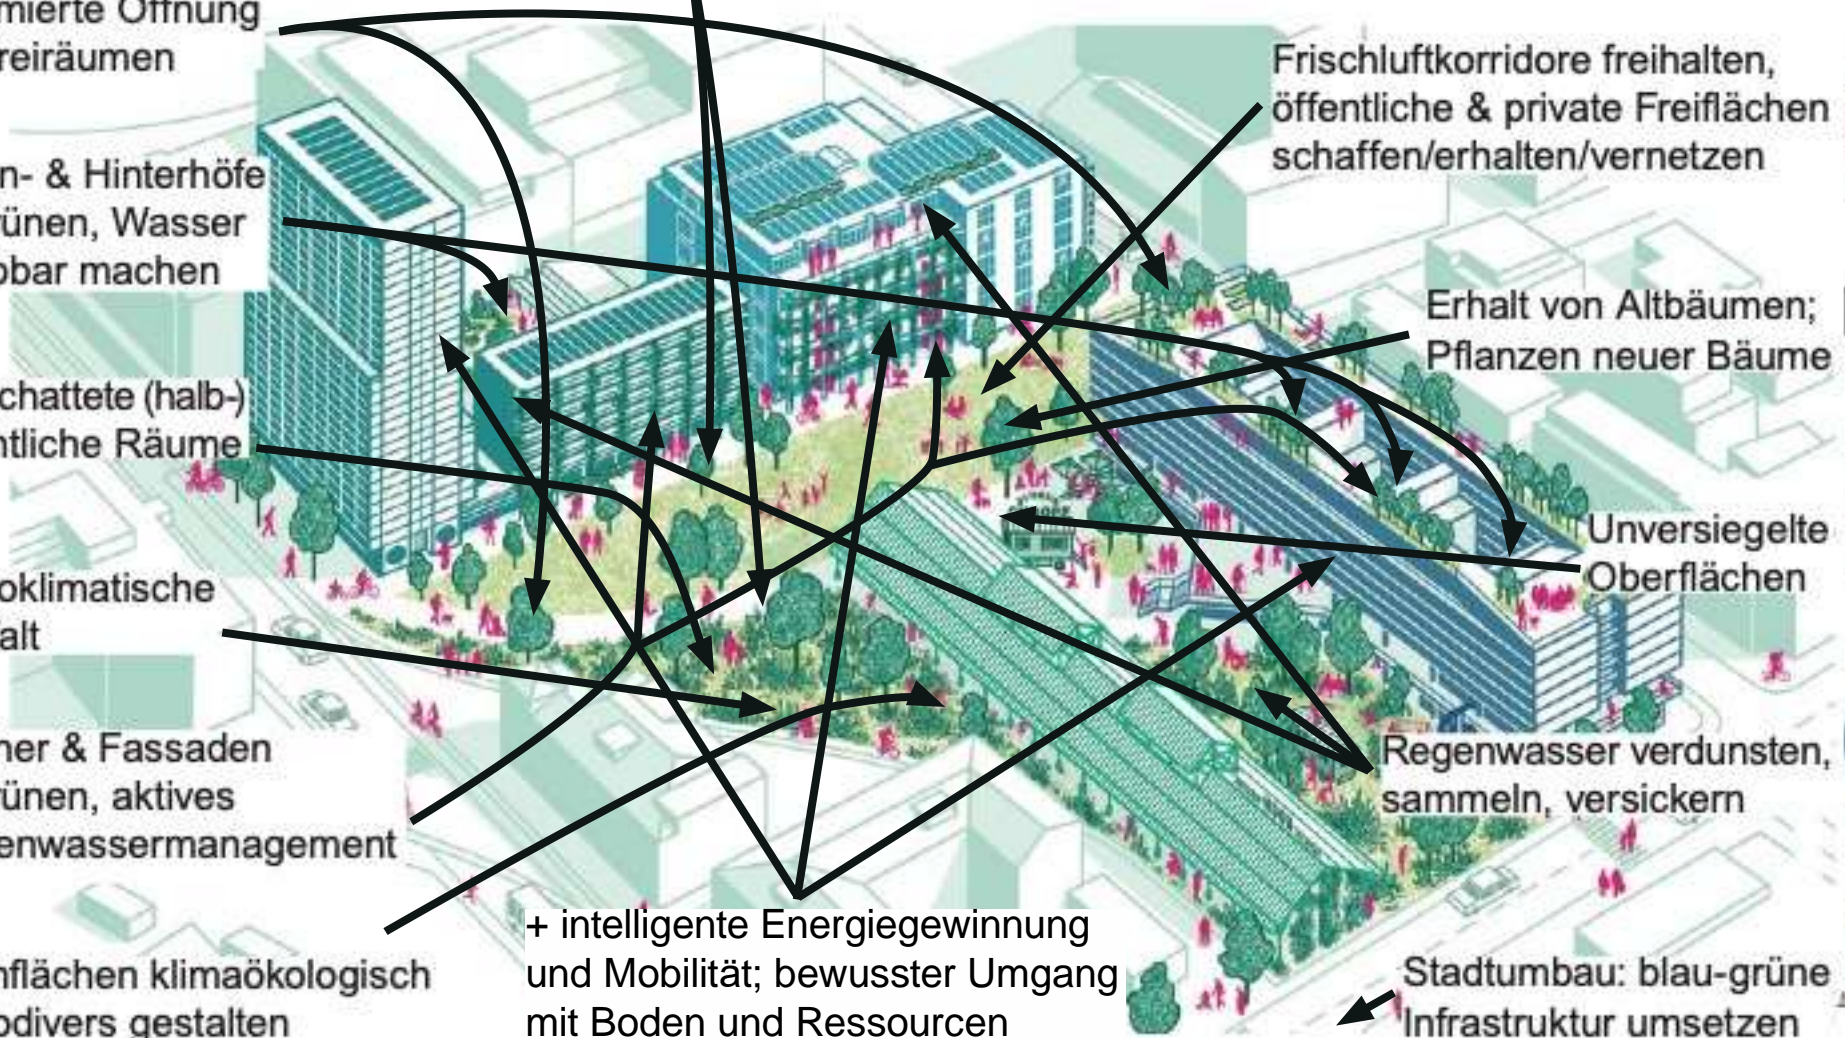 mierte Öffnung
reiräumen
n- & Hinterhöfe
ünen, Wasser
bar machen
chattete (halb-)
ntliche Räume
oklimatische
alt
ner & Fassaden
ünen, aktives
enwassermanagement
nflächen klimaökologisch
odivers gestalten
+ intelligente Energiegewinnung
und Mobilität; bewusster Umgang
mit Boden und Ressourcen
Frischluftkorridore freihalten,
öffentliche & private Freiflächen
schaffen/erhalten/vernetzen
Erhalt von Altbäumen;
Pflanzen neuer Bäume
Unversiegelte
Oberflächen
Regenwasser verdunsten,
sammeln, versickern
Stadtumbau: blau-grüne
Infrastruktur umsetzen